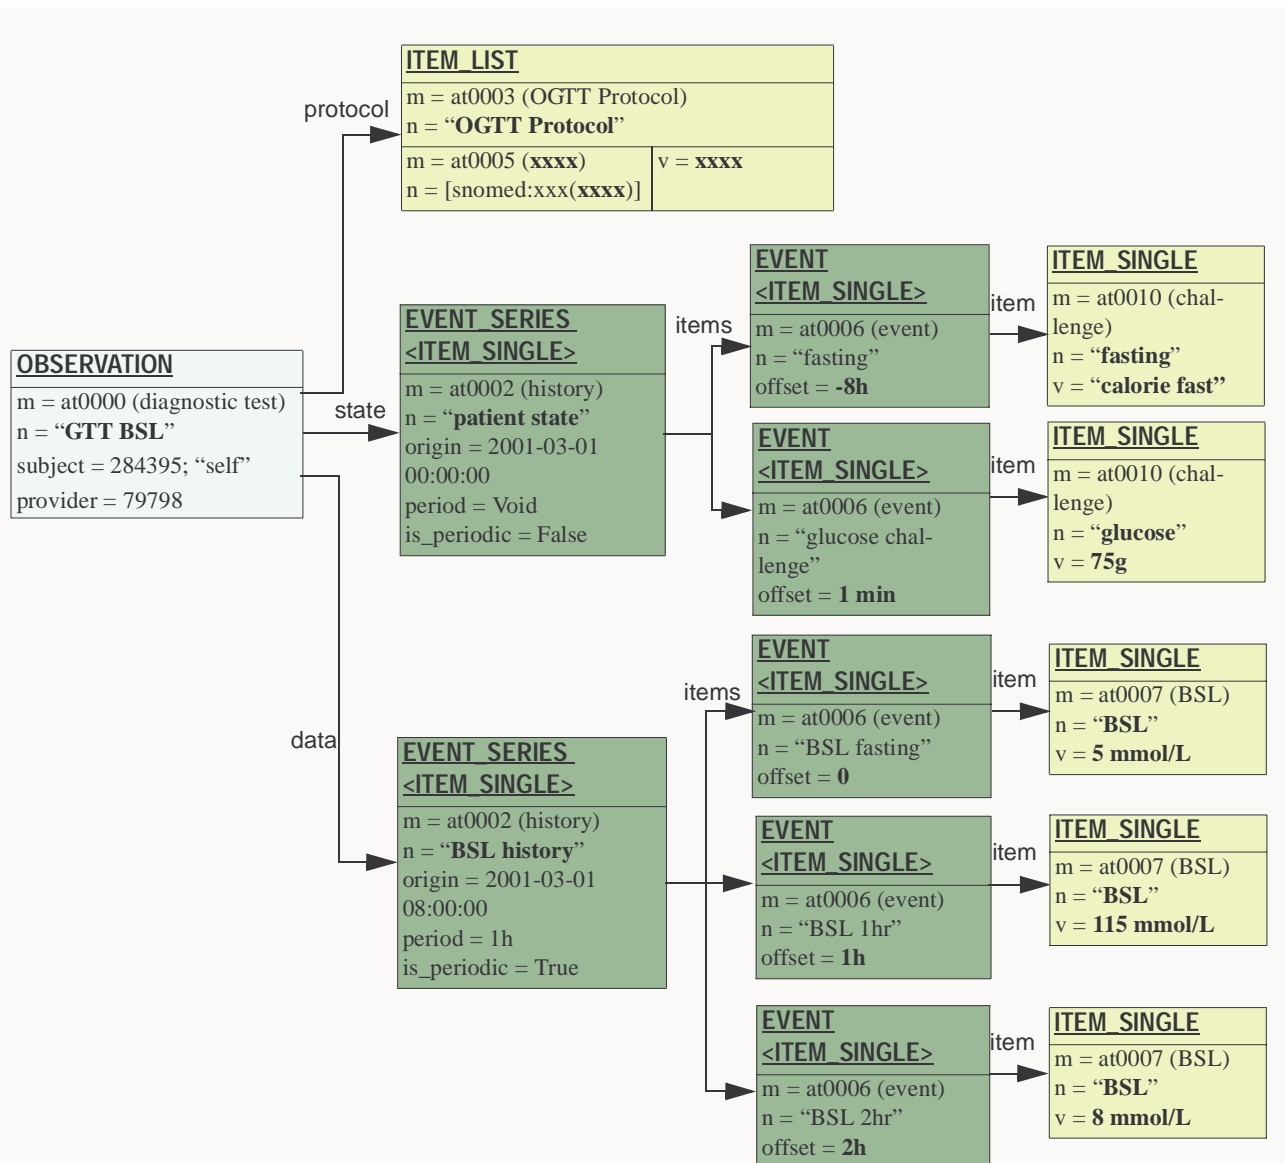 ITEM_LIST
m = at0003 (OGTT Protocol)
n = “OGTT Protocol”
m = at0005 (xxxx)
n = [snomed:xxx(xxxx)]
v = xxxx
protocol
OBSERVATION
m = at0000 (diagnostic test)
n = “GTT BSL”
subject = 284395; “self”
provider = 79798
state
EVENT_SERIES
<ITEM_SINGLE>
m = at0002 (history)
n = “patient state”
origin = 2001-03-01
00:00:00
period = Void
is_periodic = False
items
EVENT
<ITEM_SINGLE>
m = at0006 (event)
n = “fasting”
offset = -8h
item
ITEM_SINGLE
m = at0010 (chal-
lenge)
n = “fasting”
v = “calorie fast”
EVENT
<ITEM_SINGLE>
m = at0006 (event)
n = “glucose chal-
lenge”
offset = 1 min
item
ITEM_SINGLE
m = at0010 (chal-
lenge)
n = “glucose”
v = 75g
data
EVENT_SERIES
<ITEM_SINGLE>
m = at0002 (history)
n = “BSL history”
origin = 2001-03-01
08:00:00
period = 1h
is_periodic = True
items
EVENT
<ITEM_SINGLE>
m = at0006 (event)
n = “BSL fasting”
offset = 0
item
ITEM_SINGLE
m = at0007 (BSL)
n = “BSL”
v = 5 mmol/L
EVENT
<ITEM_SINGLE>
m = at0006 (event)
n = “BSL 1hr”
offset = 1h
item
ITEM_SINGLE
m = at0007 (BSL)
n = “BSL”
v = 115 mmol/L
EVENT
<ITEM_SINGLE>
m = at0006 (event)
n = “BSL 2hr”
offset = 2h
item
ITEM_SINGLE
m = at0007 (BSL)
n = “BSL”
v = 8 mmol/L